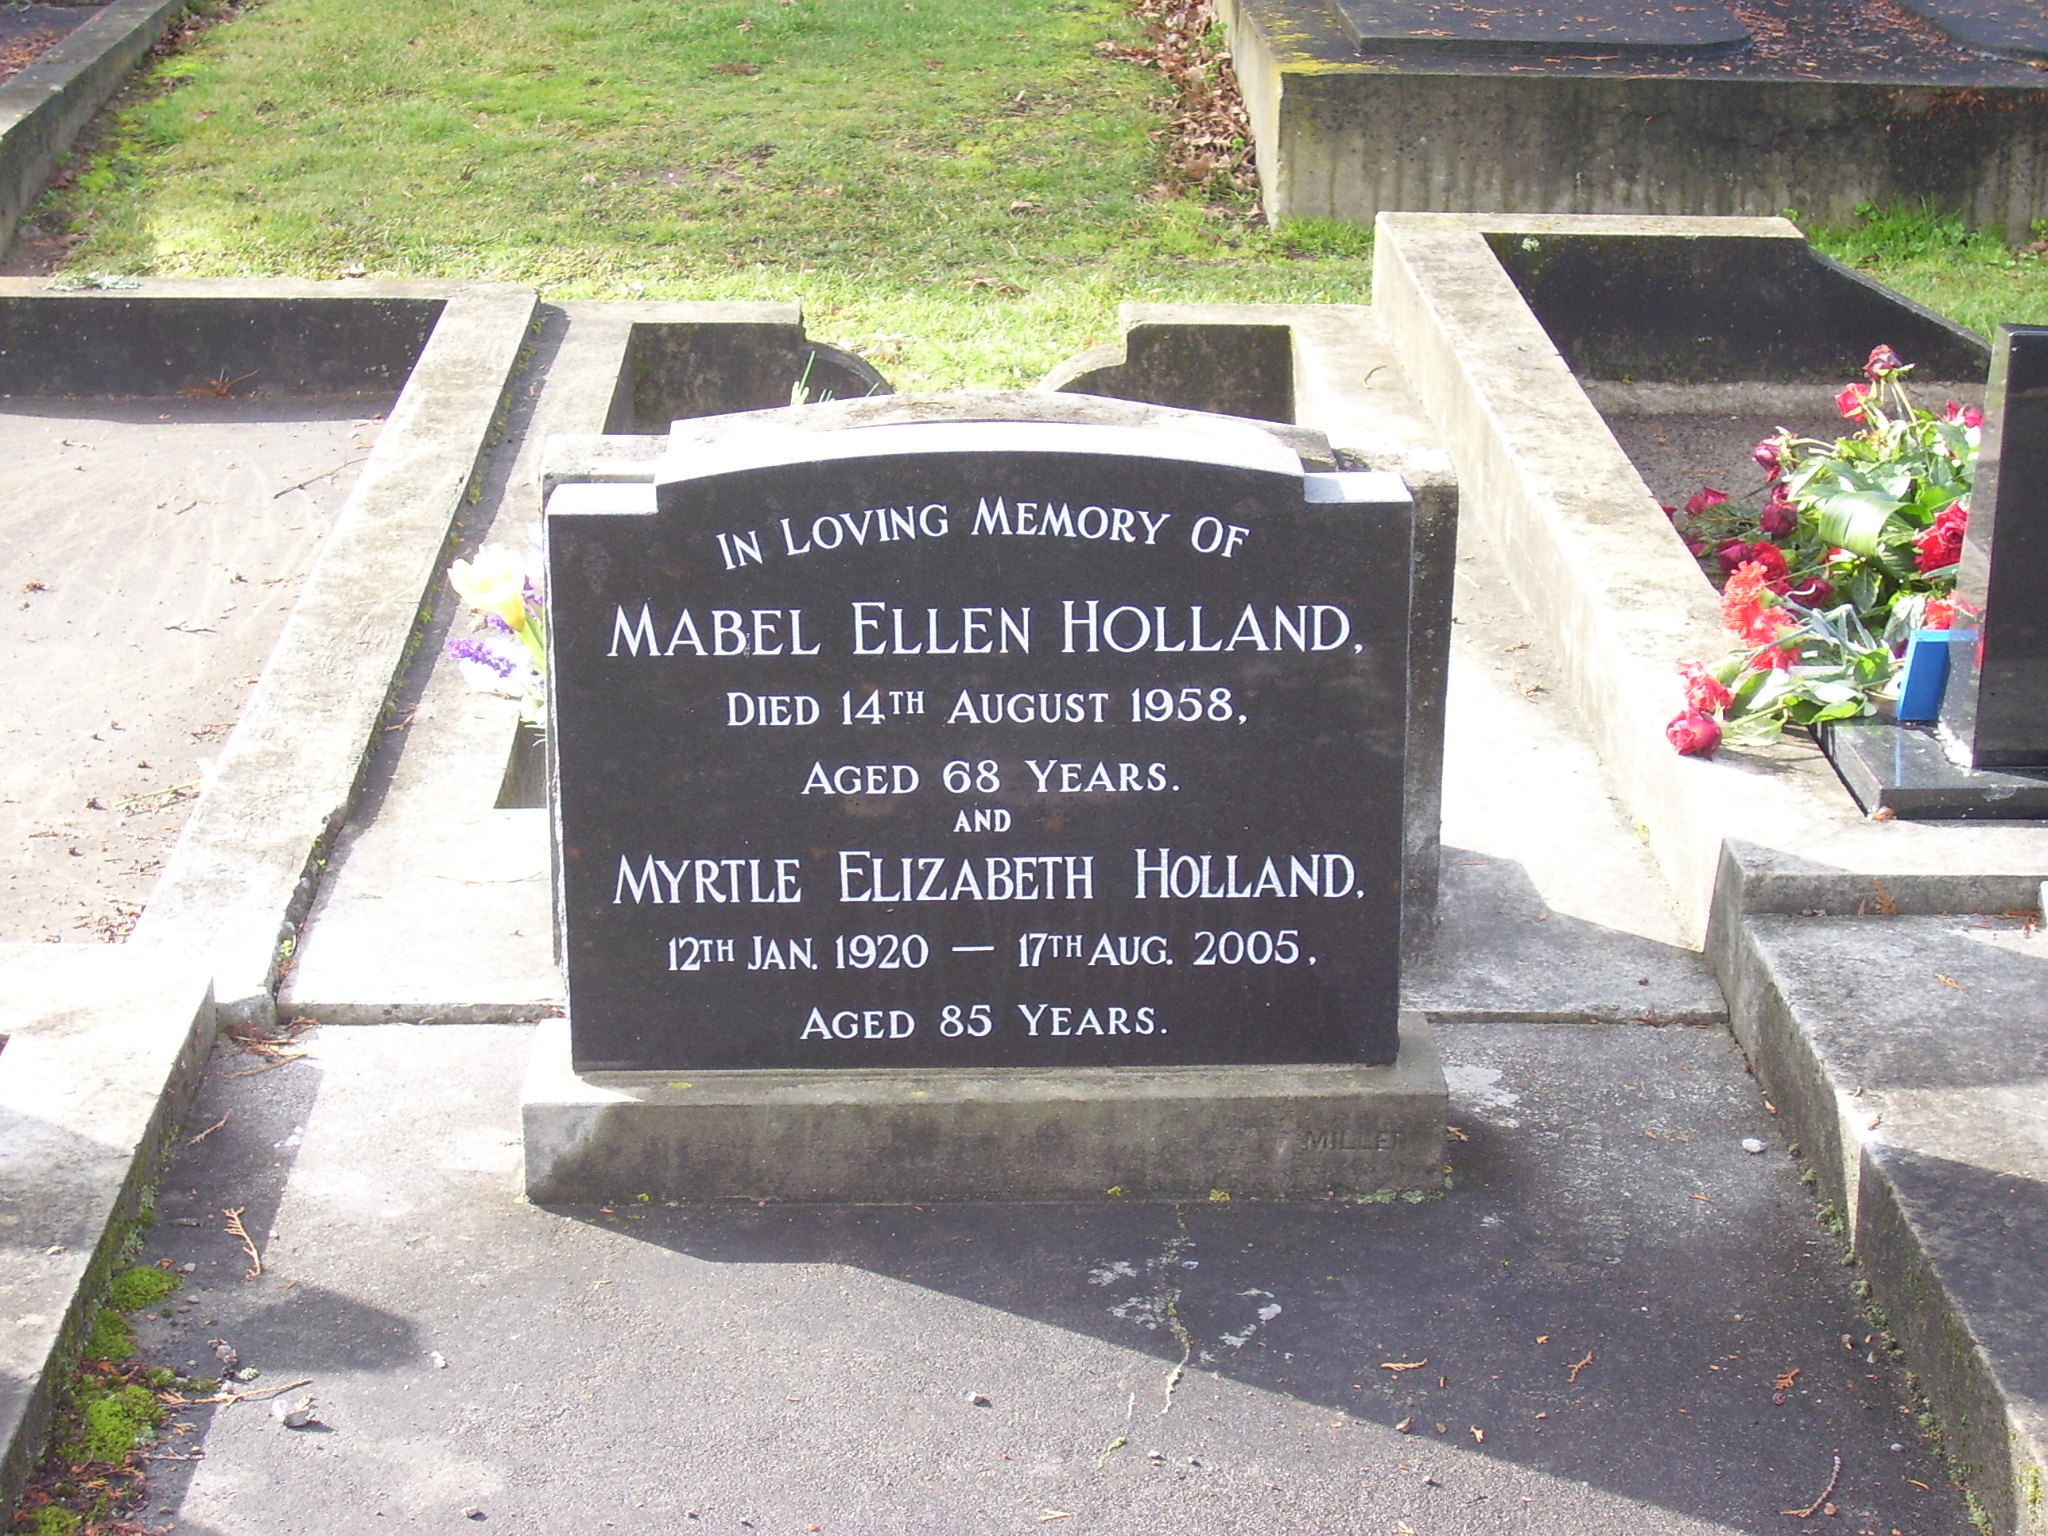 IN LOVING MEMORY OF
MABEL ELLEN HOLLAND,
DIED 14TH AUGUST 1958,
AGED 68 YEARS.
AND
MYRTLE ELIZABETH HOLLAND,
12TH JAN. 1920 — 17TH AUG. 2005,
AGED 85 YEARS.
MILLER